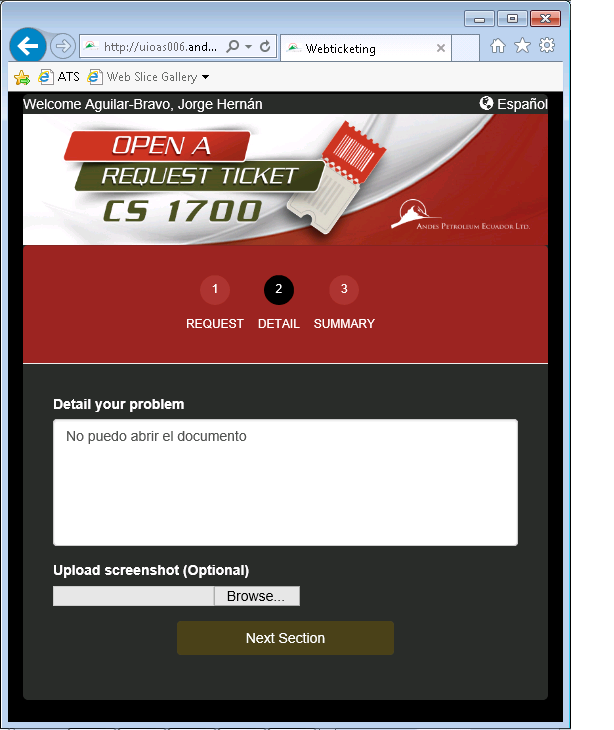 http://uioas006.and...
Webticketing
ATS
Web Slice Gallery
Welcome Aguilar-Bravo, Jorge Hernán
Español
OPEN A
REQUEST TICKET
CS 1700
ANDES PETROLEUM ECUADOR LTD.
1 2 3
REQUEST DETAIL SUMMARY
Detail your problem
No puedo abrir el documento
Upload screenshot (Optional)
Browse...
Next Section